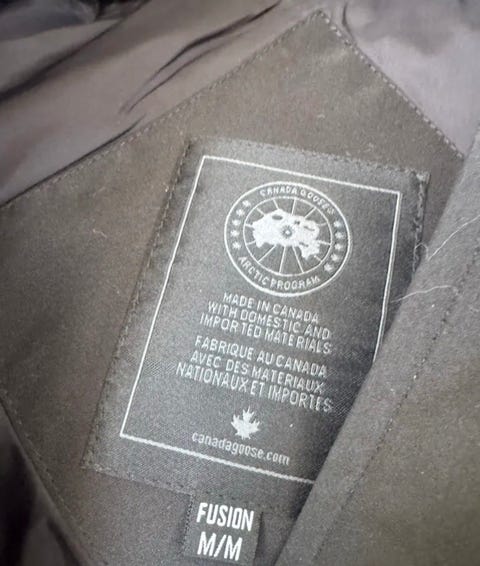 CANADA GOOSE
ARCTIC PROGRAM
MADE IN CANADA
WITH DOMESTIC AND
IMPORTED MATERIALS
FABRIQUE AU CANADA
AVEC DES MATERIAUX
NATIONAUX ET IMPORTES
canadagoose.com
FUSION
M/M